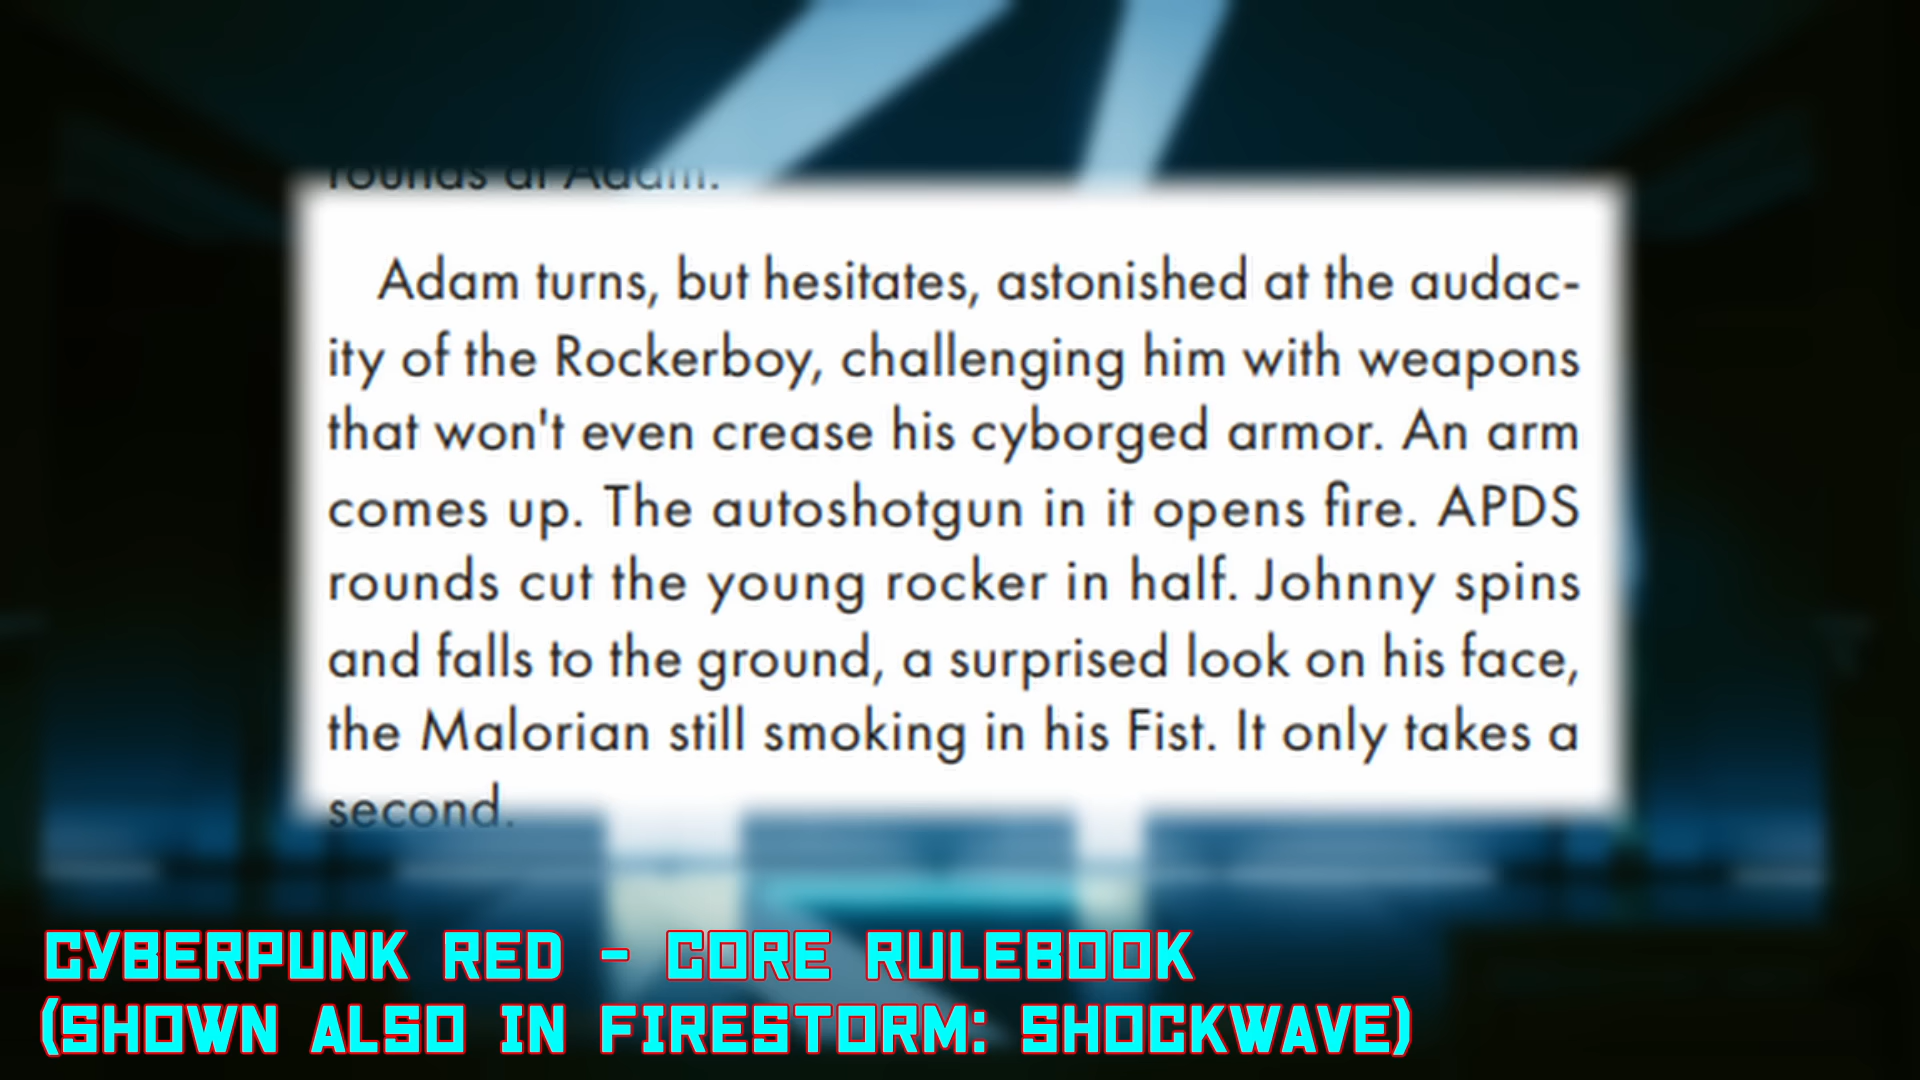 rounds at Adam.
Adam turns, but hesitates, astonished at the audac-
ity of the Rockerboy, challenging him with weapons
that won't even crease his cyborged armor. An arm
comes up. The autoshotgun in it opens fire. APDS
rounds cut the young rocker in half. Johnny spins
and falls to the ground, a surprised look on his face,
the Malorian still smoking in his Fist. It only takes a
second.
CYBERPUNK RED - CORE RULEBOOK
(SHOWN ALSO IN FIRESTORM: SHOCKWAVE)